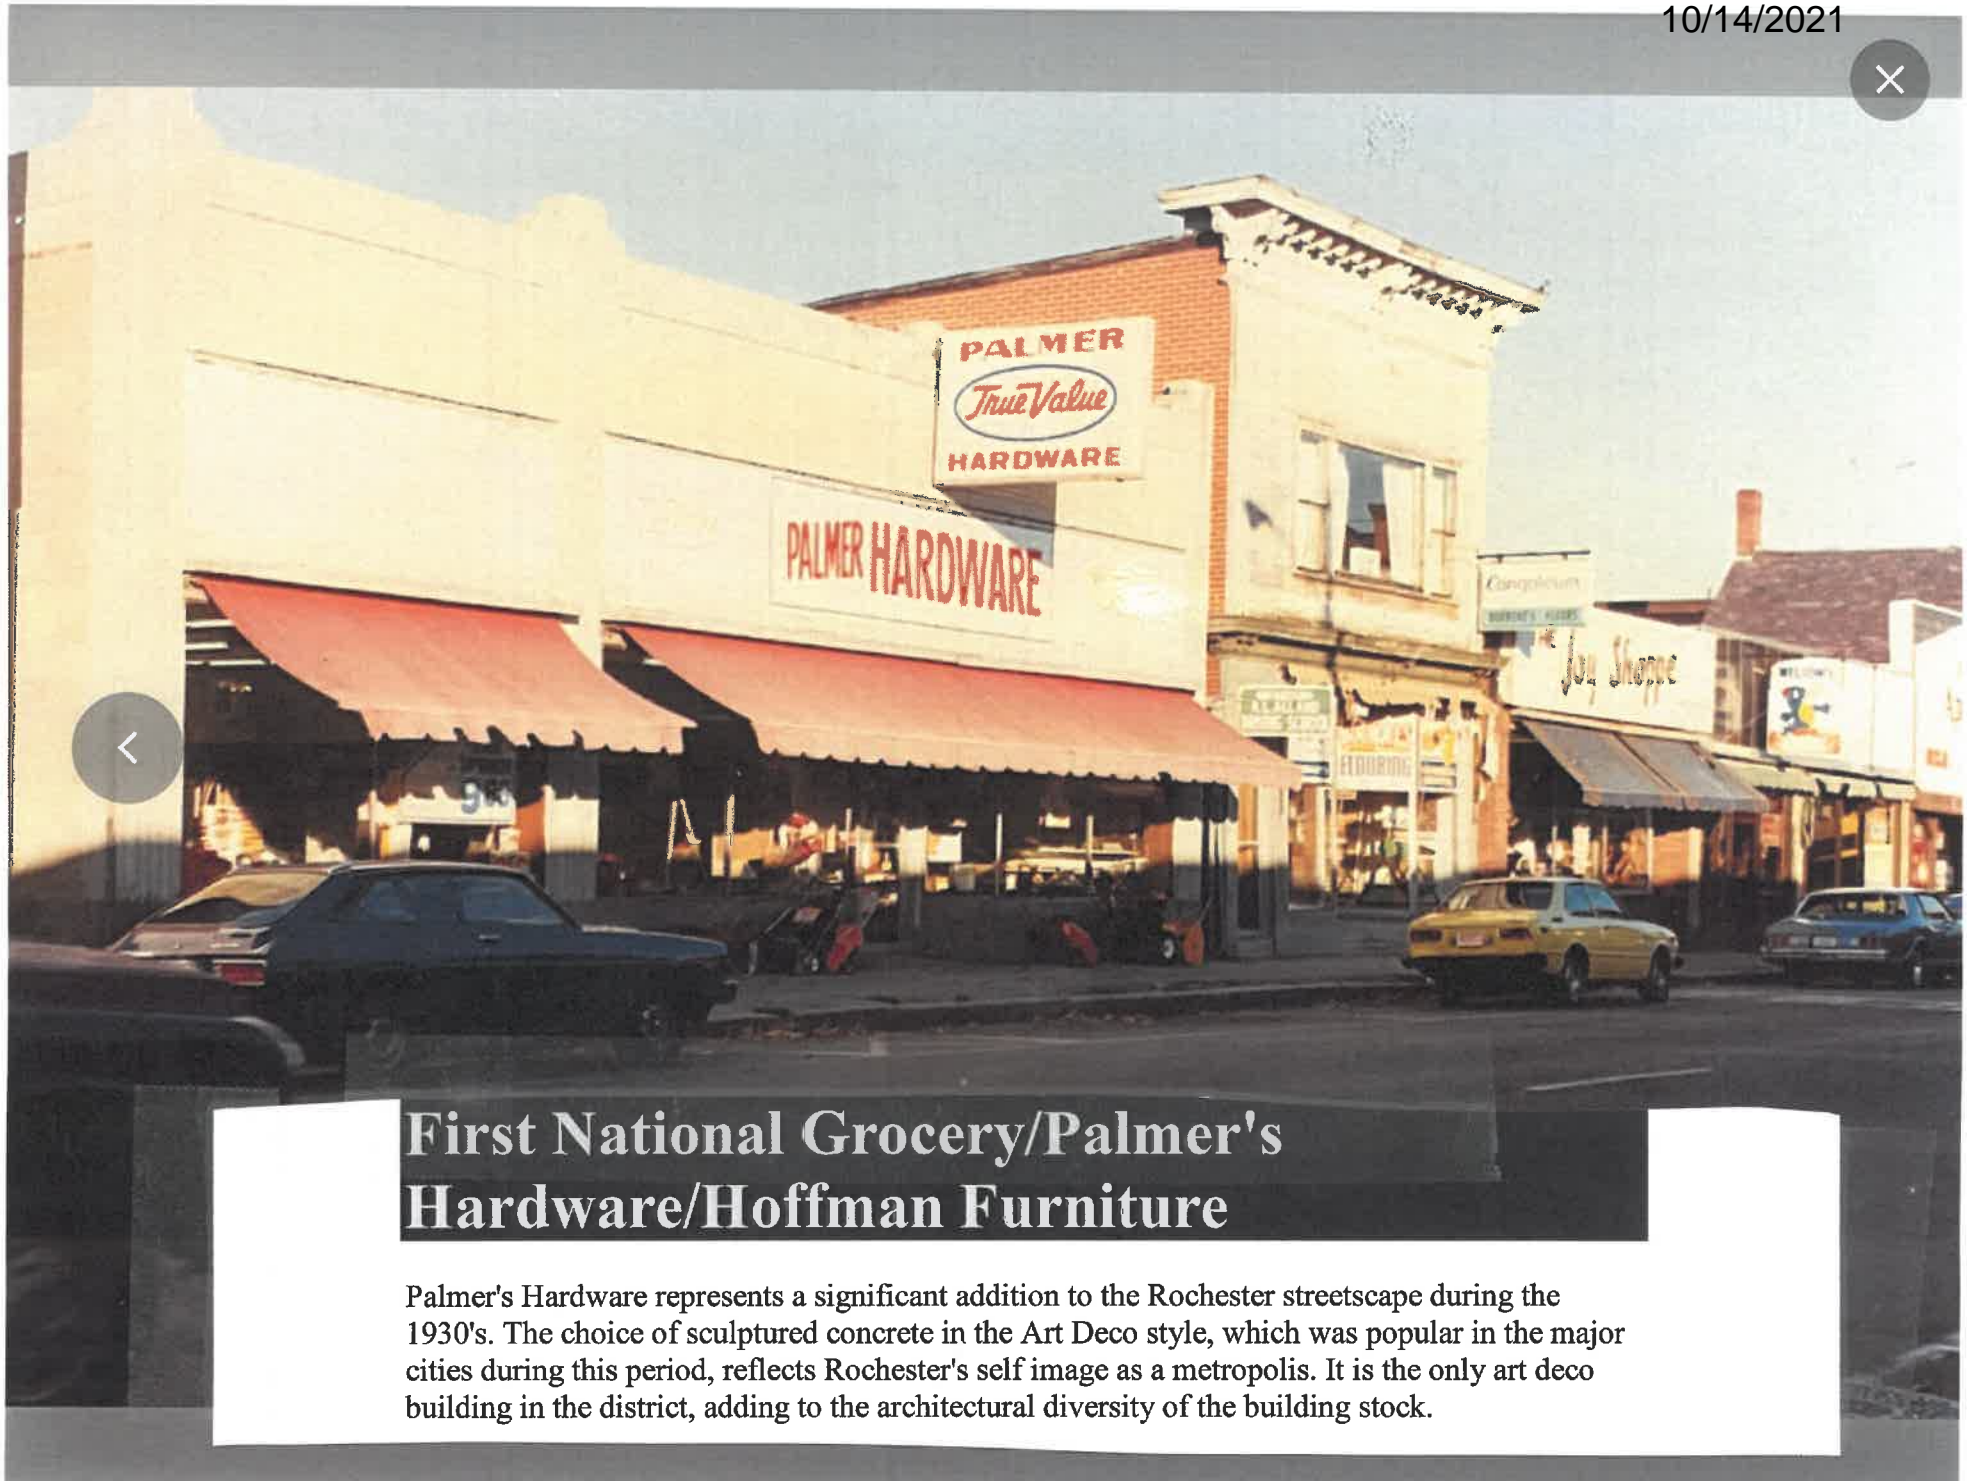 10/14/2021
PALMER
True Value
HARDWARE
PALMER HARDWARE
Congoleum
Joy Shoppe
FLOORING
First National Grocery/Palmer's
Hardware/Hoffman Furniture
Palmer's Hardware represents a significant addition to the Rochester streetscape during the
1930's. The choice of sculptured concrete in the Art Deco style, which was popular in the major
cities during this period, reflects Rochester's self image as a metropolis. It is the only art deco
building in the district, adding to the architectural diversity of the building stock.